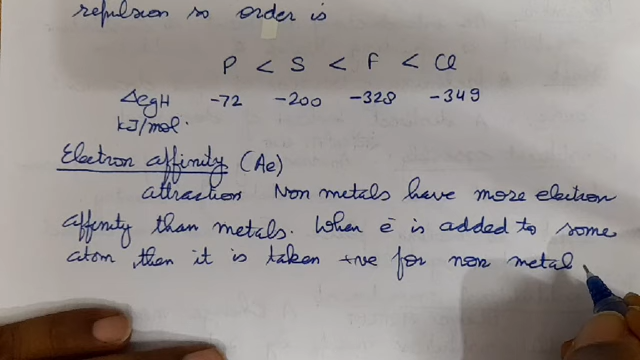 repulsion so order is
P < S < F < Cl
ΔegH -72 -200 -328 -349
kJ/mol.
Electron affinity (Ae)
attraction Non metals have more electron
affinity than metals. When e⁻ is added to some
atom, then it is taken +ve for non metal